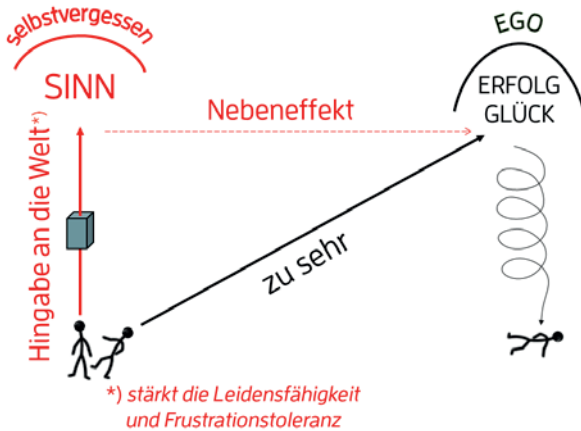 selbstvergessen
SINN
EGO
ERFOLG
GLÜCK
Nebeneffekt
Hingabe an die Welt*)
zu sehr
*) stärkt die Leidensfähigkeit
und Frustrationstoleranz